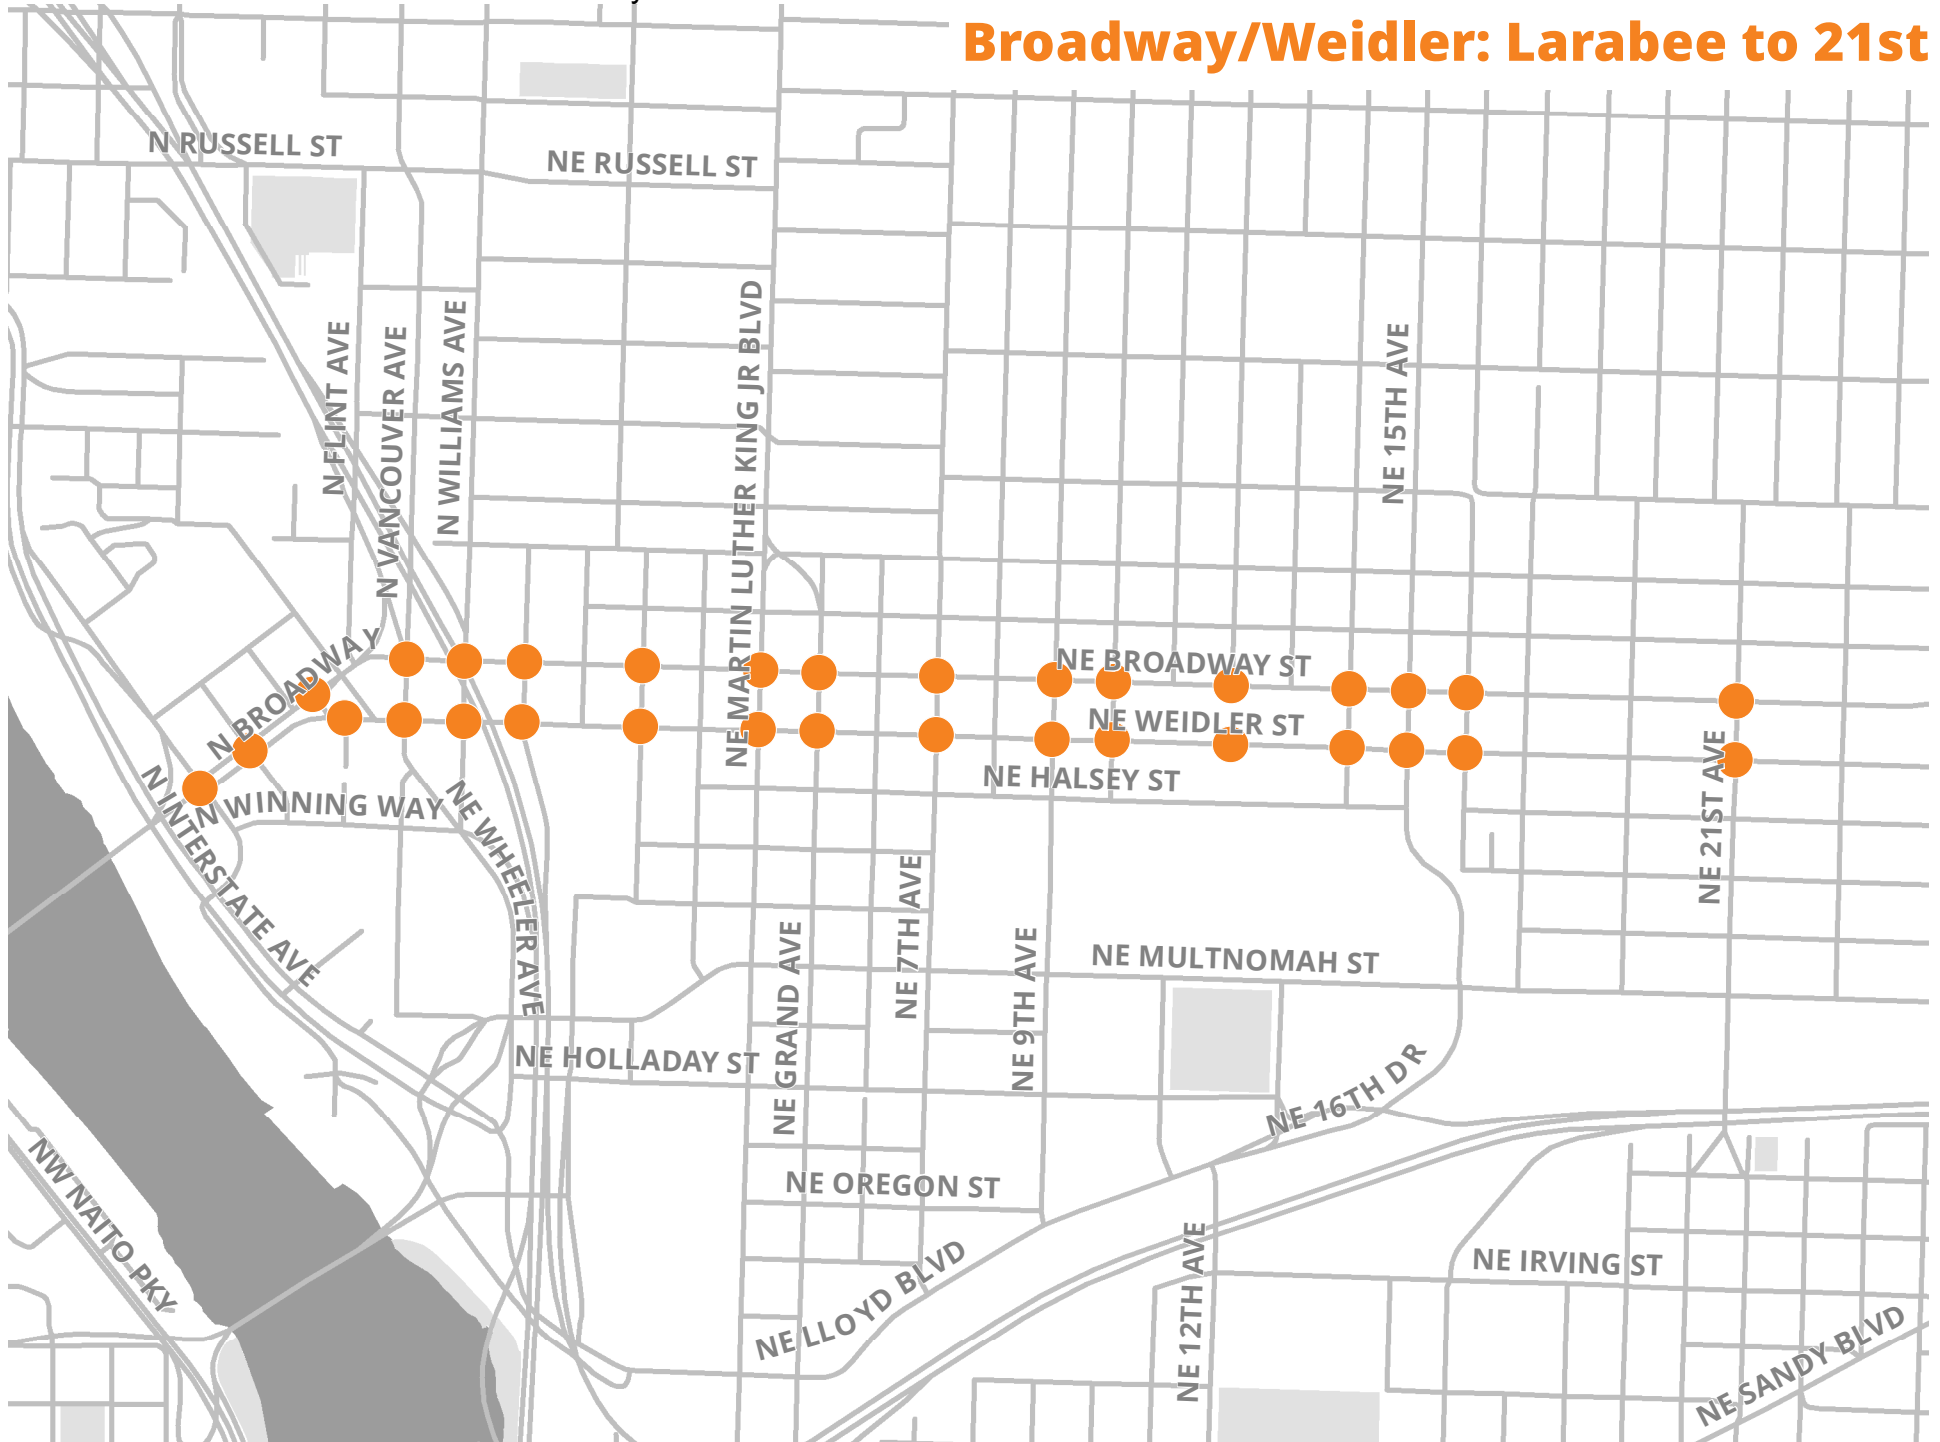 Broadway/Weidler: Larabee to 21st
N RUSSELL ST
NE RUSSELL ST
N FLINT AVE
N VANCOUVER AVE
N WILLIAMS AVE
NE MARTIN LUTHER KING JR BLVD
NE 15TH AVE
N BROADWAY
NE BROADWAY ST
NE WEIDLER ST
NE HALSEY ST
N WINNING WAY
N INTERSTATE AVE
NE WHEELER AVE
NE 21ST AVE
NE 7TH AVE
NE GRAND AVE
NE 9TH AVE
NE MULTNOMAH ST
NE HOLLADAY ST
NE 16TH DR
NE OREGON ST
NW NAITO PKY
NE LLOYD BLVD
NE 12TH AVE
NE IRVING ST
NE SANDY BLVD